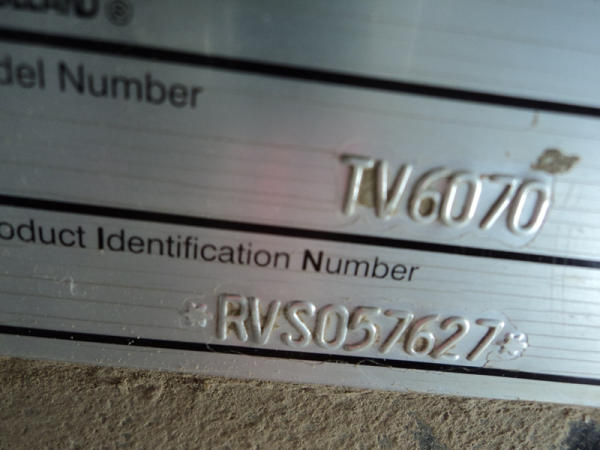 ®
del Number
TV6070
oduct Identification Number
*RVS057627*